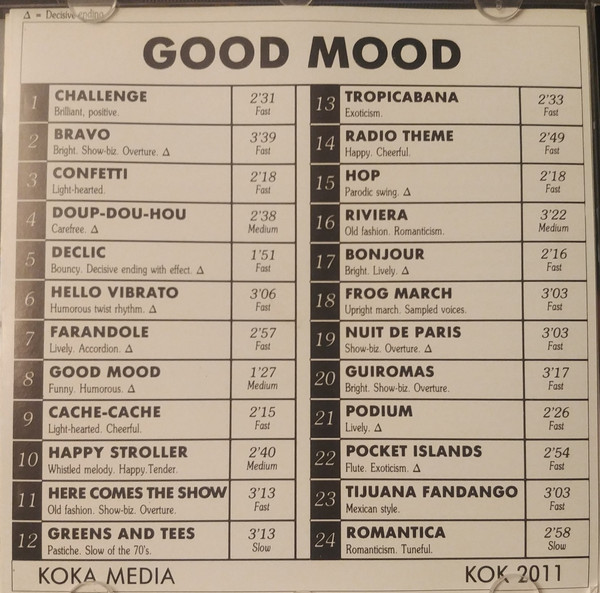 Δ = Decisive ending
GOOD MOOD
1 CHALLENGE 2'31
Brilliant, positive. Fast
2 BRAVO 3'39
Bright. Show-biz. Overture. Δ Fast
3 CONFETTI 2'18
Light-hearted. Fast
4 DOUP-DOU-HOU 2'38
Carefree. Δ Medium
5 DECLIC 1'51
Bouncy. Decisive ending with effect. Δ Fast
6 HELLO VIBRATO 3'06
Humorous twist rhythm. Δ Fast
7 FARANDOLE 2'57
Lively. Accordion. Δ Fast
8 GOOD MOOD 1'27
Funny. Humorous. Δ Medium
9 CACHE-CACHE 2'15
Light-hearted. Cheerful. Fast
10 HAPPY STROLLER 2'40
Whistled melody. Happy.Tender. Medium
11 HERE COMES THE SHOW 3'13
Old fashion. Show-biz. Overture. Fast
12 GREENS AND TEES 3'13
Pastiche. Slow of the 70's. Slow
13 TROPICABANA 2'33
Exoticism. Fast
14 RADIO THEME 2'49
Happy. Cheerful. Fast
15 HOP 2'18
Parodic swing. Δ Fast
16 RIVIERA 3'22
Old fashion. Romanticism. Medium
17 BONJOUR 2'16
Bright. Lively. Δ Fast
18 FROG MARCH 3'03
Upright march. Sampled voices. Fast
19 NUIT DE PARIS 3'03
Show-biz. Overture. Δ Fast
20 GUIROMAS 3'17
Bright. Show-biz. Overture. Fast
21 PODIUM 2'26
Lively. Δ Fast
22 POCKET ISLANDS 2'54
Flute. Exoticism. Δ Fast
23 TIJUANA FANDANGO 3'03
Mexican style. Fast
24 ROMANTICA 2'58
Romanticism. Tuneful. Slow
KOKA MEDIA KOK 2011